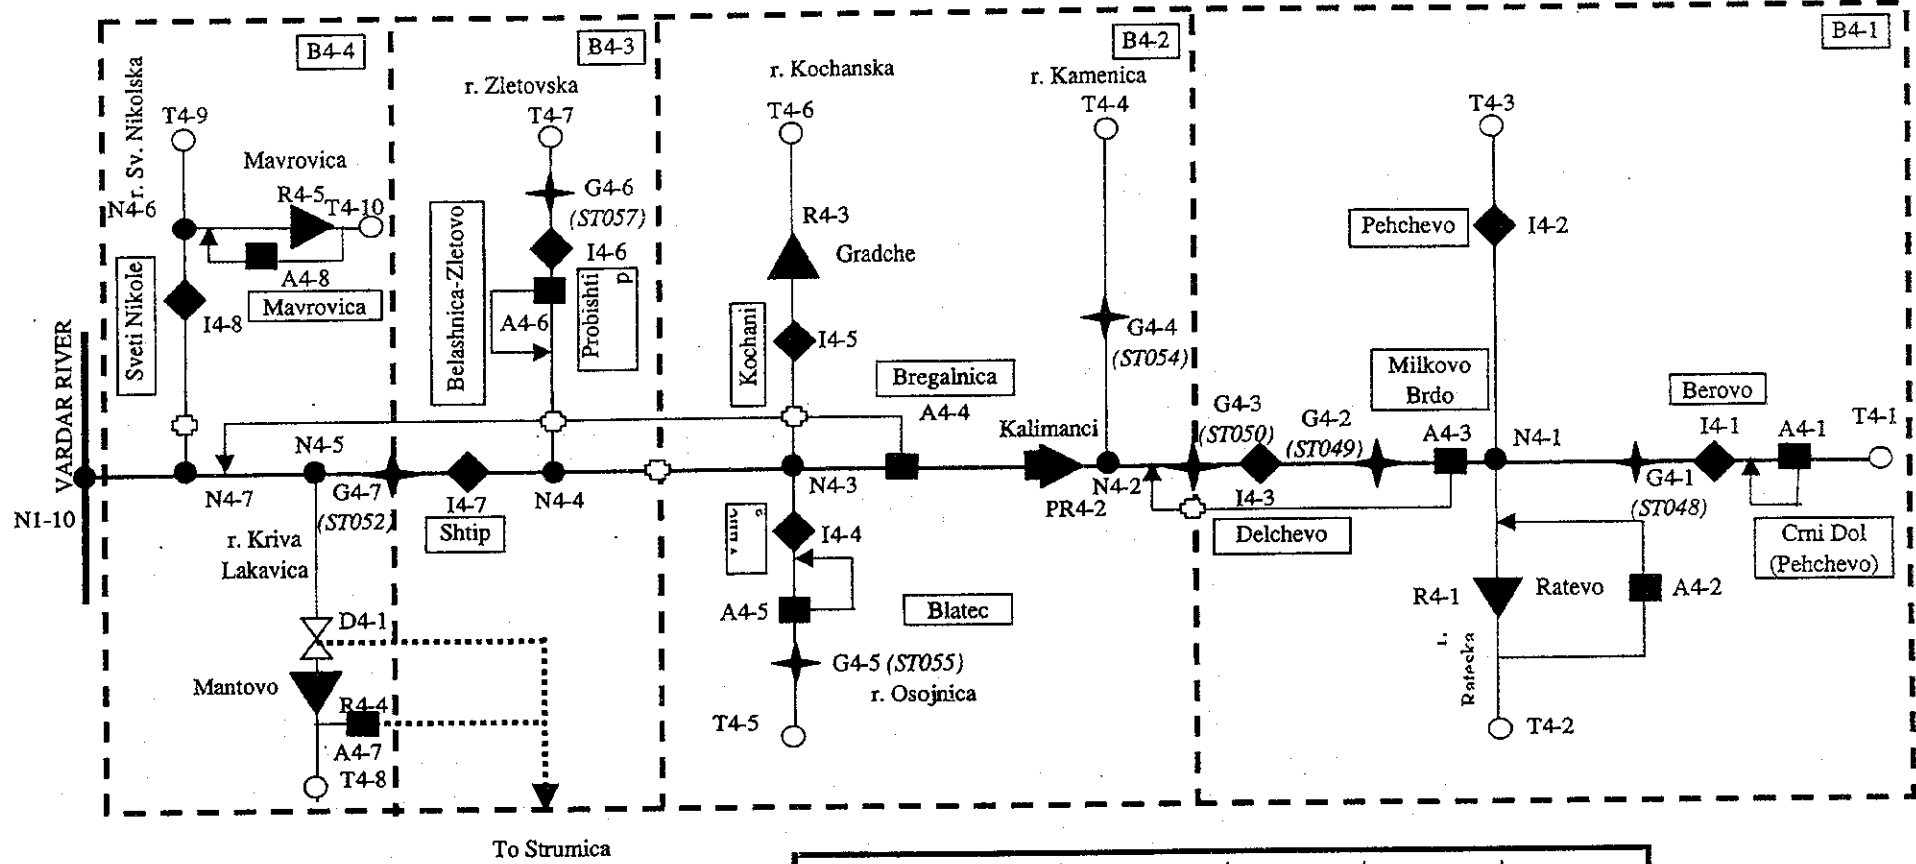 B4-4
B4-3
B4-2
B4-1
r. Sv. Nikolska
T4-9
Mavrovica
R4-5
T4-10
N4-6
A4-8
Mavrovica
Sveti Nikole
I4-8
VARDAR RIVER
N1-10
N4-7
N4-5
G4-7
(ST052)
r. Kriva
Lakavica
D4-1
Mantovo
R4-4
A4-7
T4-8
r. Zletovska
T4-7
G4-6
(ST057)
I4-6
Belashnica-Zletovo
A4-6
Probishti
p
I4-7
Shtip
N4-4
To Strumica
r. Kochanska
T4-6
R4-3
Gradche
Kochani
I4-5
Bregalnica
A4-4
N4-3
I4-4
A4-5
Blatec
G4-5 (ST055)
r. Osojnica
T4-5
r. Kamenica
T4-4
G4-4
(ST054)
Kalimanci
N4-2
PR4-2
G4-3
(ST050)
G4-2
(ST049)
I4-3
Delchevo
T4-3
Pehchevo
I4-2
Milkovo
Brdo
A4-3
N4-1
Berovo
I4-1
A4-1
T4-1
G4-1
(ST048)
Crni Dol
(Pehchevo)
R4-1
Ratevo
A4-2
r.
Rateska
T4-2